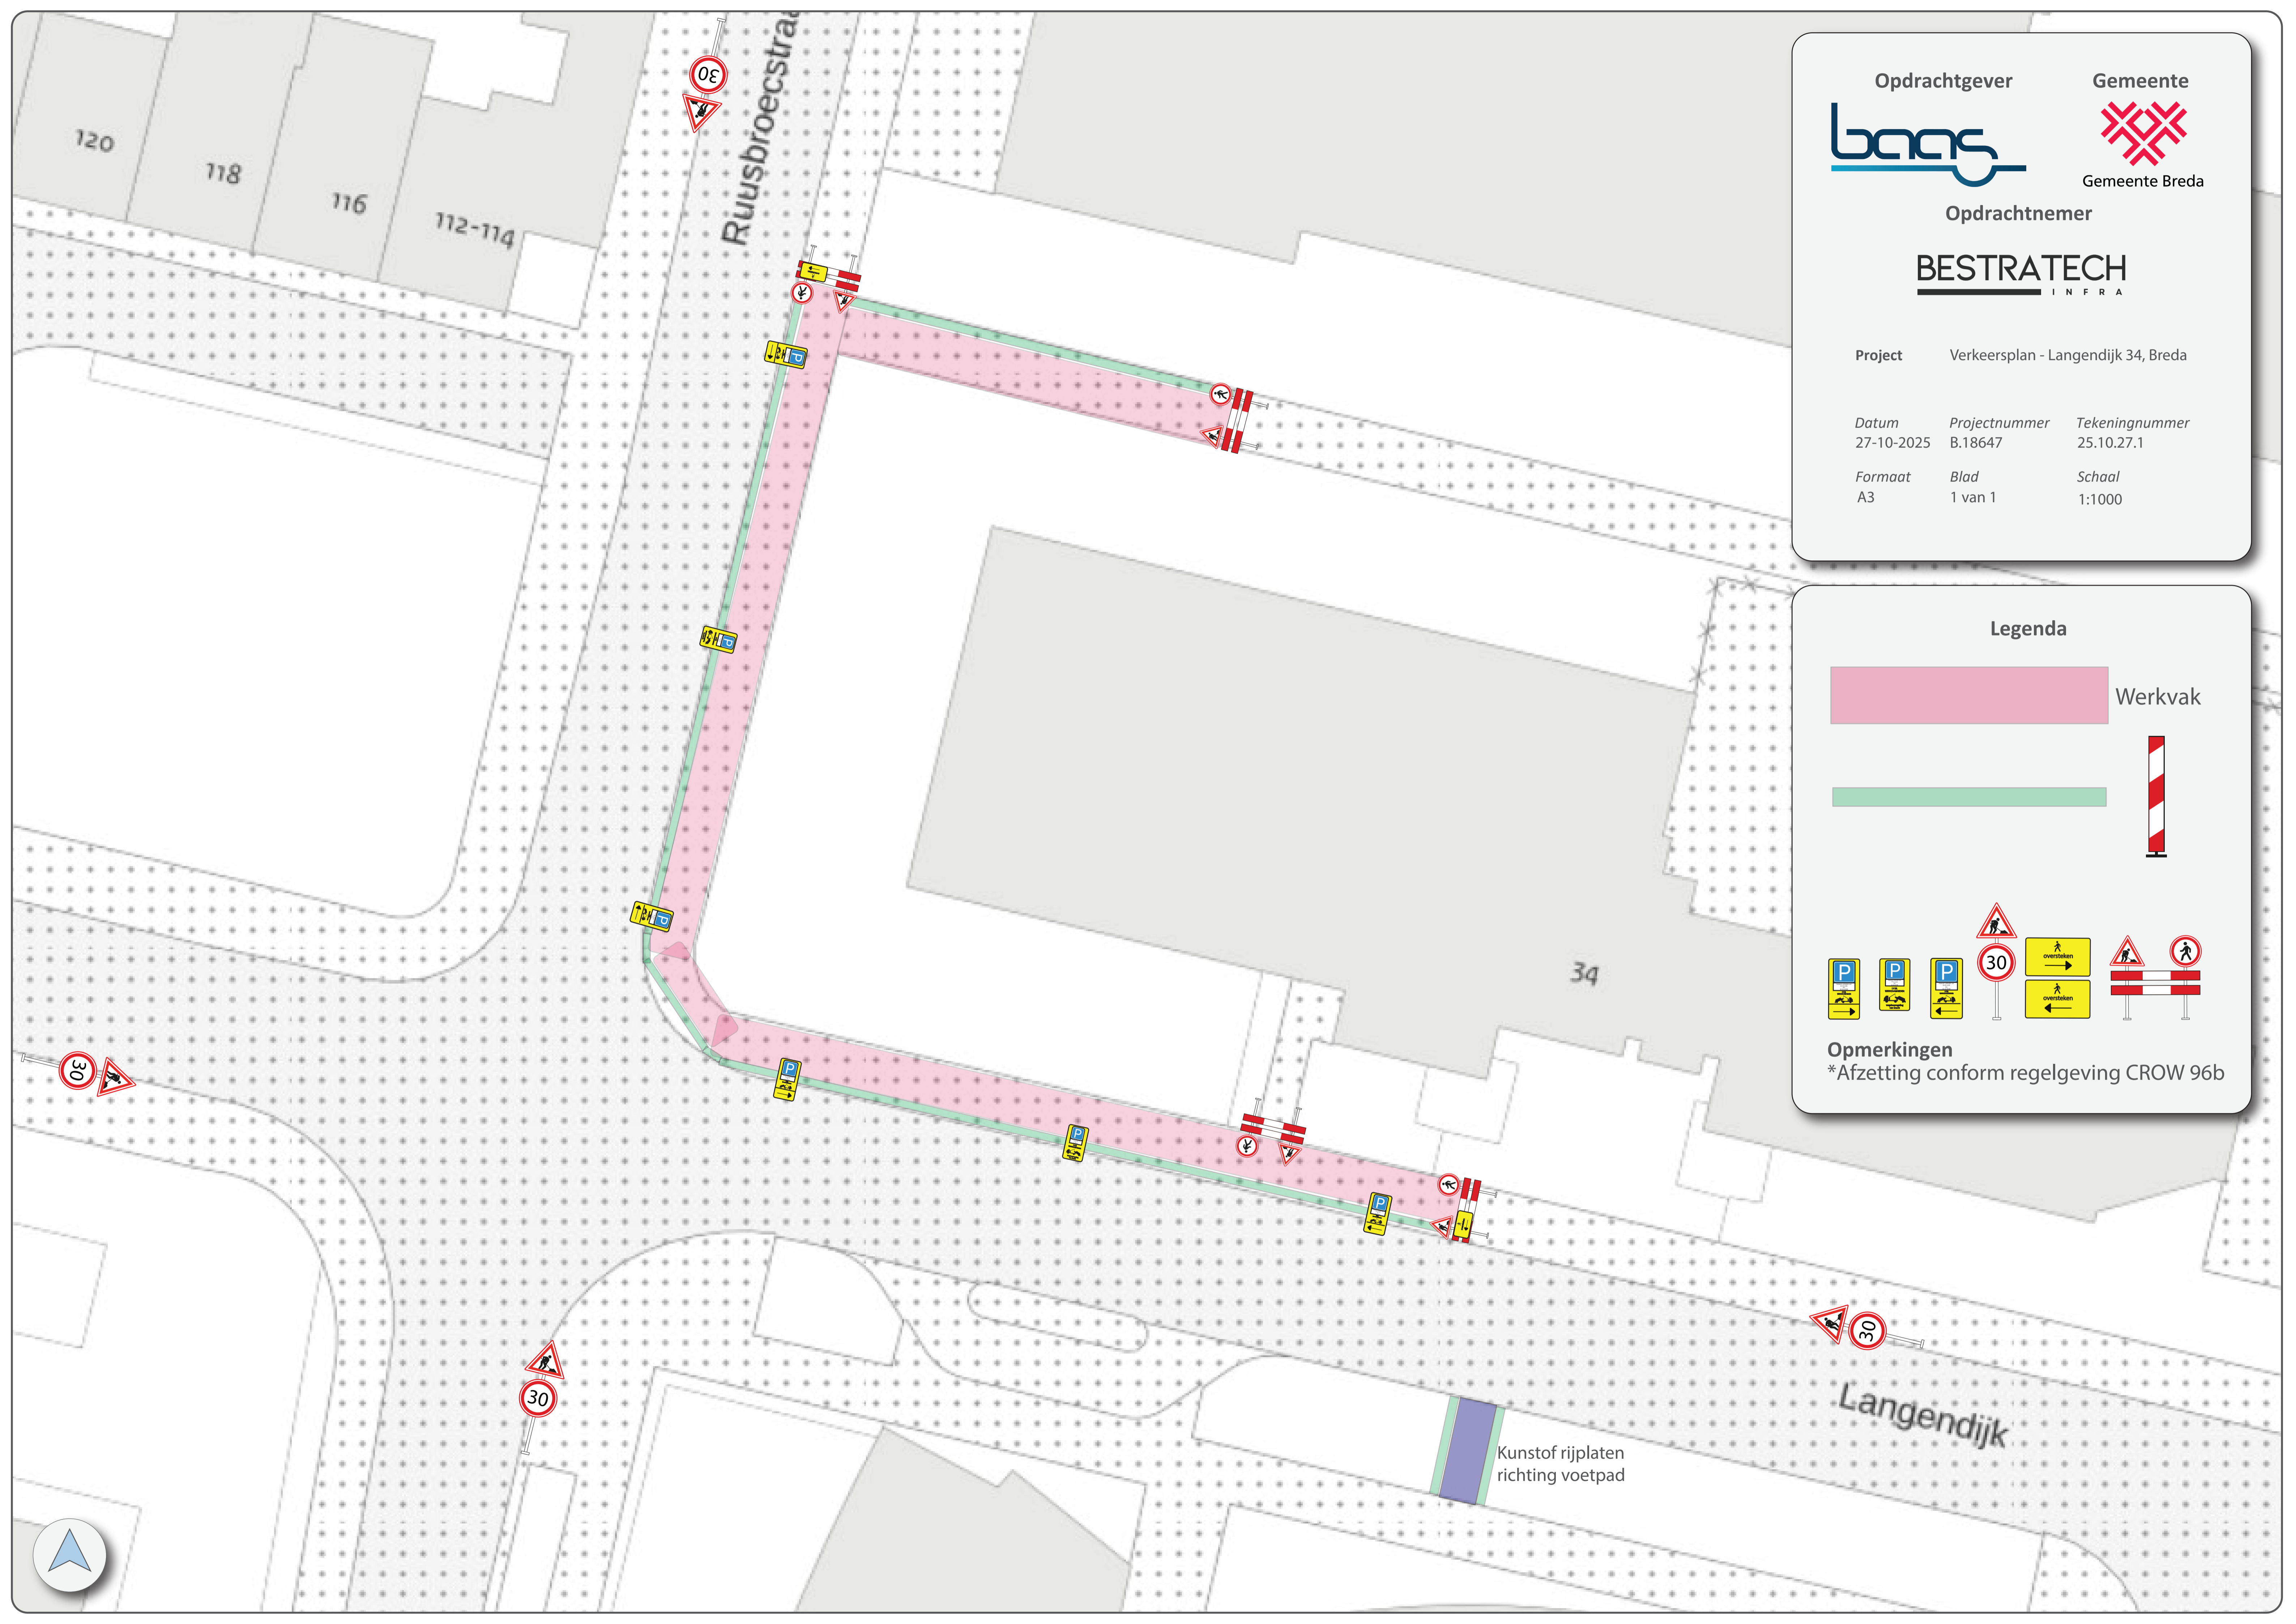 Ruusbroecstraa
30
120
118
116
112-114
P
P
P
P
P
P
34
30
30
30
Langendijk
Kunstof rijplaten
richting voetpad
Opdrachtgever
Gemeente
baas
Gemeente Breda
Opdrachtnemer
BESTRATECH
INFRA
Project Verkeersplan - Langendijk 34, Breda
Datum Projectnummer Tekeningnummer
27-10-2025 B.18647 25.10.27.1
Formaat Blad Schaal
A3 1 van 1 1:1000
Legenda
Werkvak
P P P 30
oversteken
oversteken
Opmerkingen
*Afzetting conform regelgeving CROW 96b